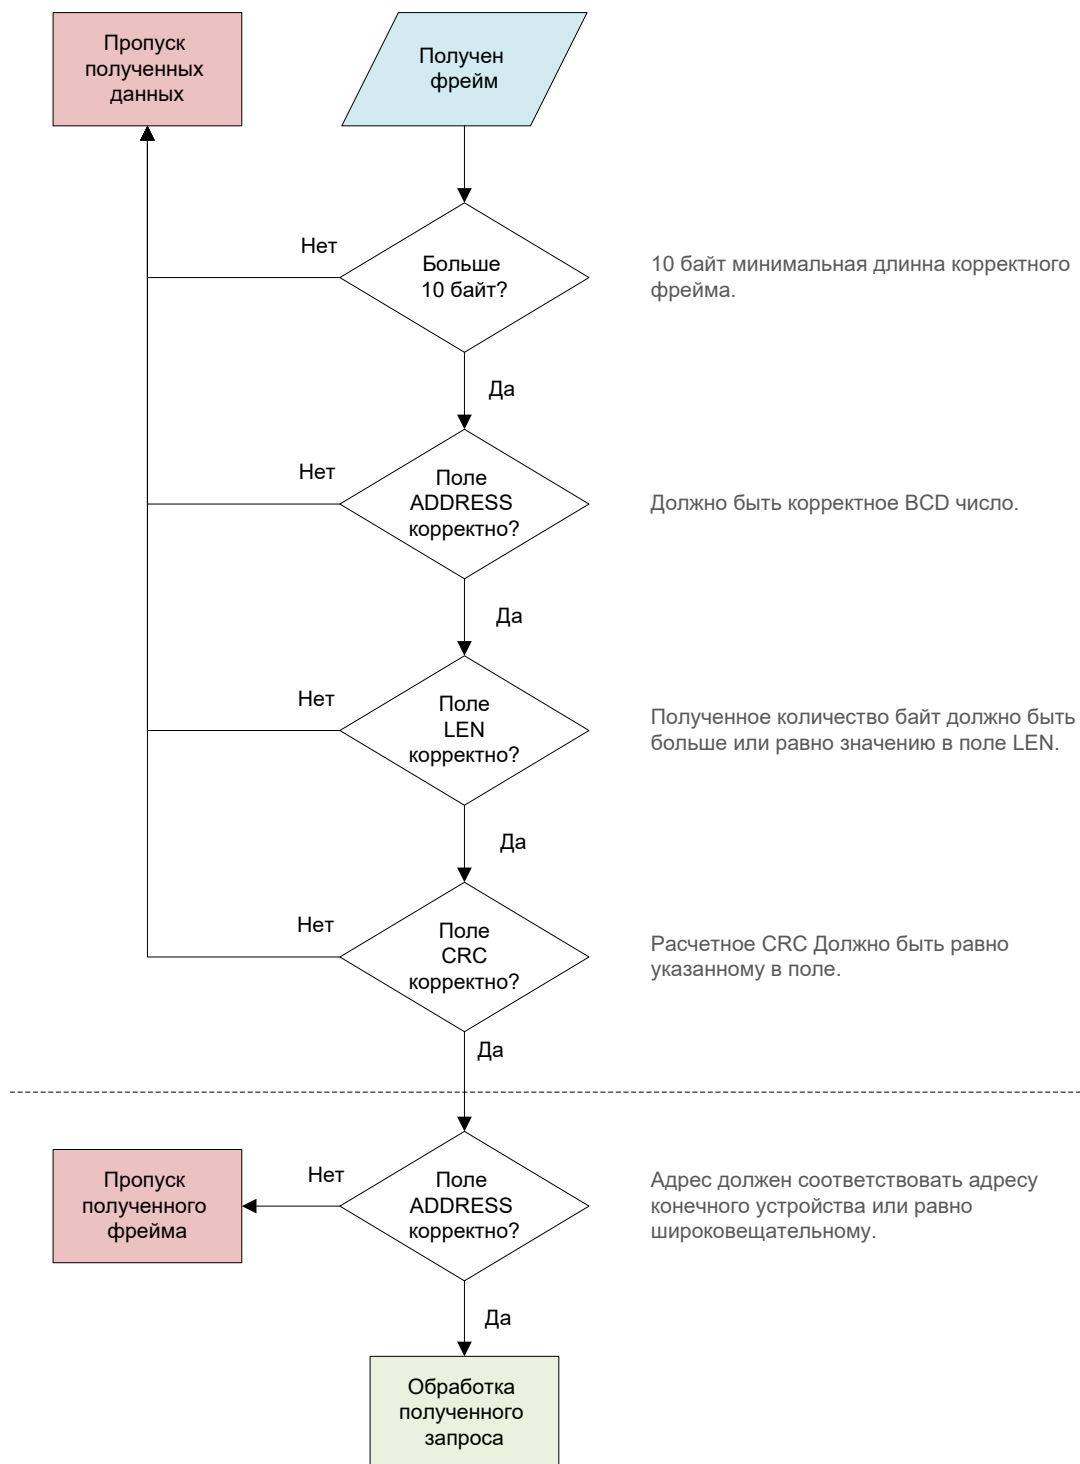 Пропуск
полученных
данных
Получен
фрейм
Нет
Больше
10 байт?
10 байт минимальная длинна корректного
фрейма.
Да
Нет
Поле
ADDRESS
корректно?
Должно быть корректное BCD число.
Да
Нет
Поле
LEN
корректно?
Полученное количество байт должно быть
больше или равно значению в поле LEN.
Да
Нет
Поле
CRC
корректно?
Расчетное CRC Должно быть равно
указанному в поле.
Да
Пропуск
полученного
фрейма
Нет
Поле
ADDRESS
корректно?
Адрес должен соответствовать адресу
конечного устройства или равно
широковещательному.
Да
Обработка
полученного
запроса